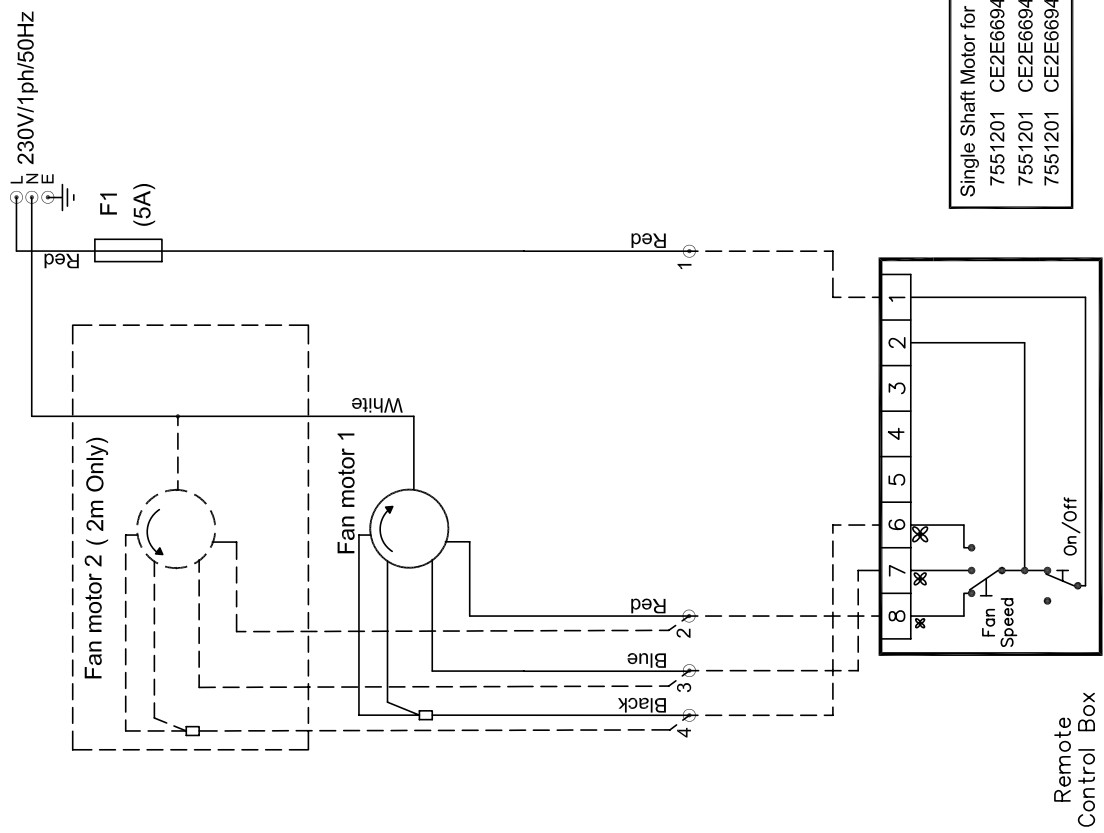 230V/1ph/50Hz
L
N
E
F1
(5A)
Red
Red
1
Fan motor 2 ( 2m Only)
White
Fan motor 1
Red
2
Blue
3
Black
4
Single Shaft Motor for
7551201 CE2E6694
7551201 CE2E6694
7551201 CE2E6694
1
2
3
4
5
6
7
8
Fan
Speed
On/Off
Remote
Control Box